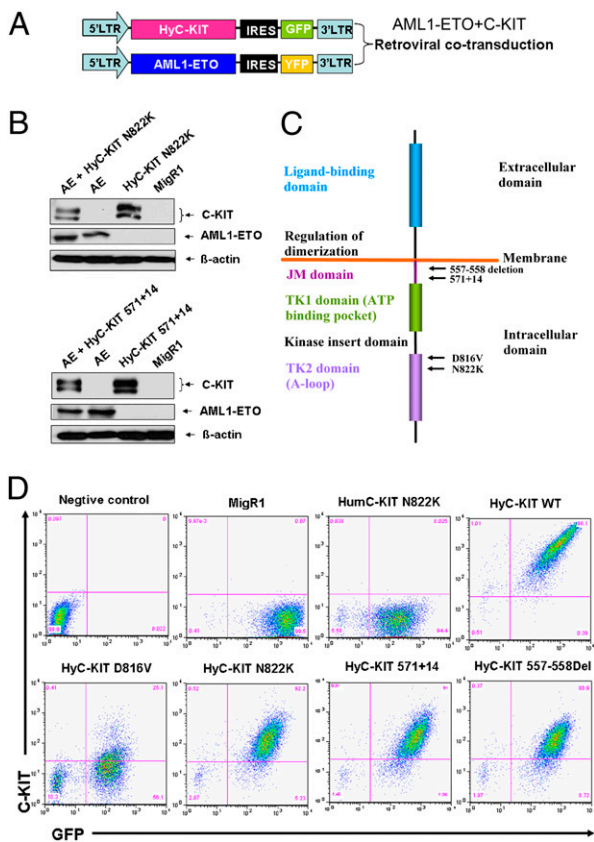 A
5'LTR HyC-KIT IRES GFP 3'LTR
5'LTR AML1-ETO IRES YFP 3'LTR
AML1-ETO+C-KIT
Retroviral co-transduction
B
AE + HyC-KIT N822K
AE
HyC-KIT N822K
MigR1
C-KIT
AML1-ETO
ß-actin
AE + HyC-KIT 571+14
AE
HyC-KIT 571+14
MigR1
C-KIT
AML1-ETO
ß-actin
C
Ligand-binding
domain
Extracellular
domain
Regulation of
dimerization
Membrane
JM domain
557-558 deletion
571+14
TK1 domain (ATP
binding pocket)
Kinase insert domain
Intracellular
domain
TK2 domain
(A-loop)
D816V
N822K
D
Negtive control
MigR1
HumC-KIT N822K
HyC-KIT WT
HyC-KIT D816V
HyC-KIT N822K
HyC-KIT 571+14
HyC-KIT 557-558Del
C-KIT
GFP